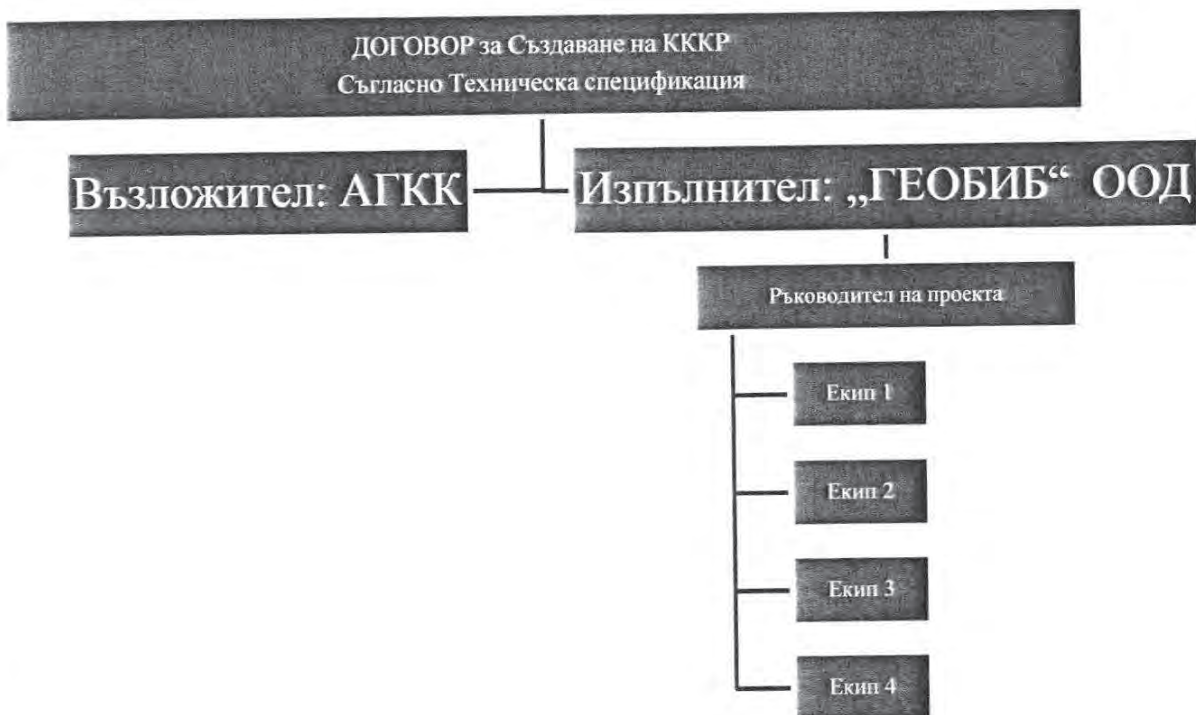 ДОГОВОР за Създаване на КККР
Съгласно Техническа спецификация
Възложител: АГКК
Изпълнител: „ГЕОБИБ“ ООД
Ръководител на проекта
Екип 1
Екип 2
Екип 3
Екип 4